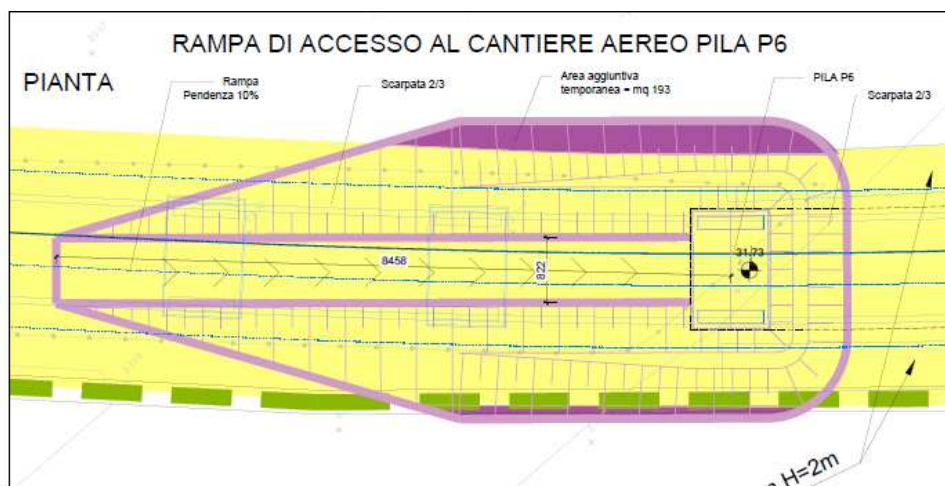 RAMPA DI ACCESSO AL CANTIERE AEREO PILA P6
PIANTA
Rampa
Pendenza 10%
Scarpata 2/3
Area aggiuntiva
temporanea = mq 193
PILA P6
Scarpata 2/3
8458
822
31,73
H=2m